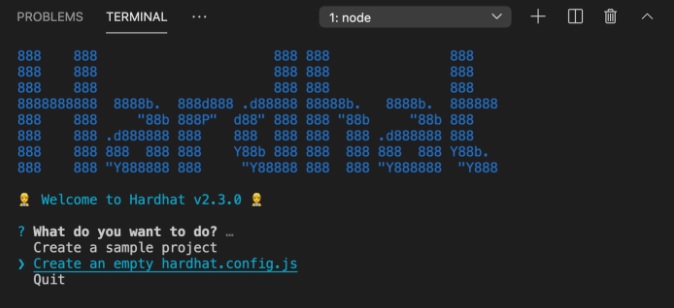 PROBLEMS TERMINAL ... 1: node
888     888                      888 888               888
888     888                      888 888               888
888     888                      888 888               888
8888888888  8888b.  888d888 .d88888 88888b.   8888b.  888888
888     888     "88b 888P"  d88" 888 888 "88b     "88b 888
888     888 .d888888 888    888  888 888  888 .d888888 888
888     888 888  888 888    Y88b 888 888  888 888  888 Y88b.
888     888 "Y888888 888     "Y88888 888  888 "Y888888  "Y888
Welcome to Hardhat v2.3.0
? What do you want to do? …
Create a sample project
❯ Create an empty hardhat.config.js
Quit